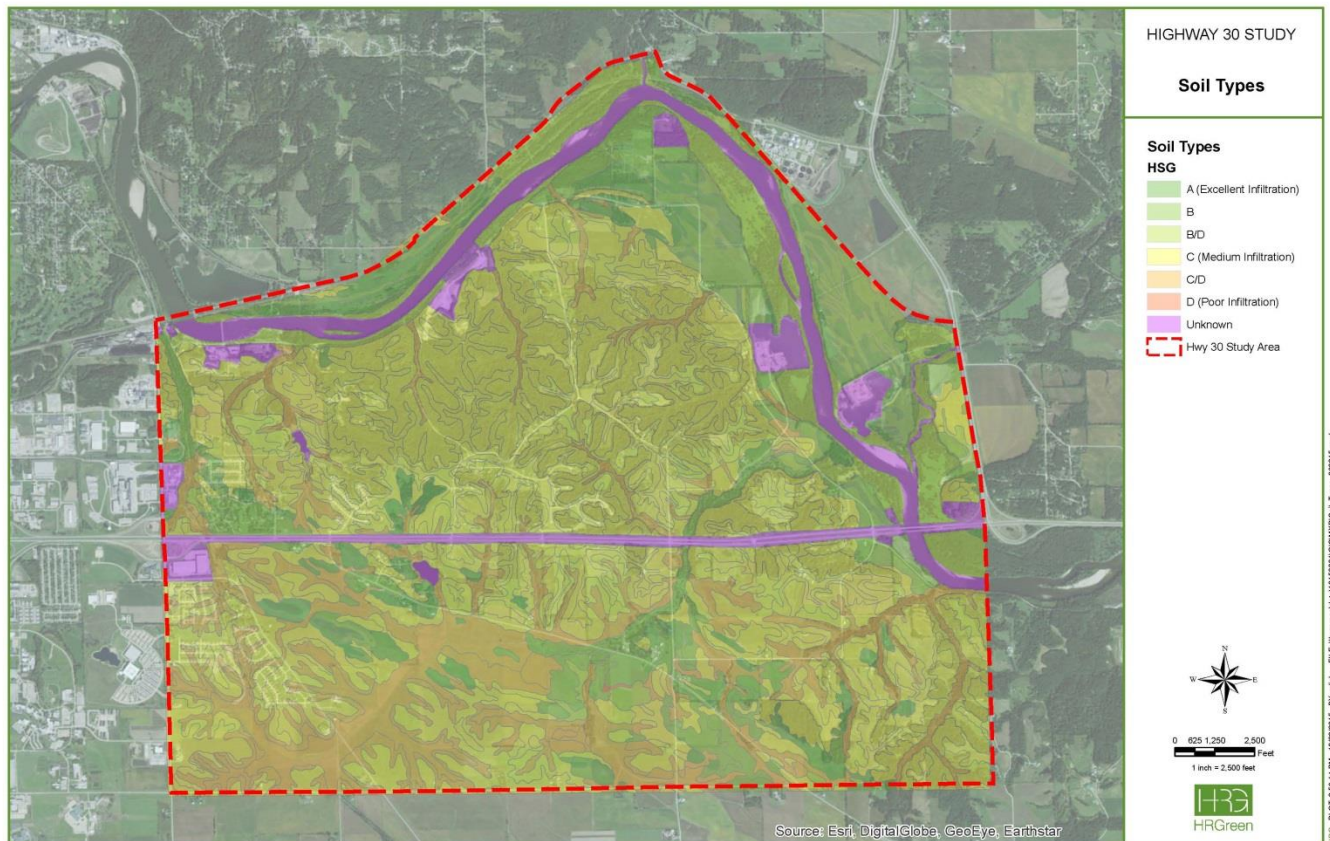 HIGHWAY 30 STUDY
Soil Types
Soil Types
HSG
A (Excellent Infiltration)
B
B/D
C (Medium Infiltration)
C/D
D (Poor Infiltration)
Unknown
Hwy 30 Study Area
N
W E
S
0 625 1,250 2,500
Feet
1 inch = 2,500 feet
HRG
HRGreen
Source: Esri, DigitalGlobe, GeoEye, Earthstar